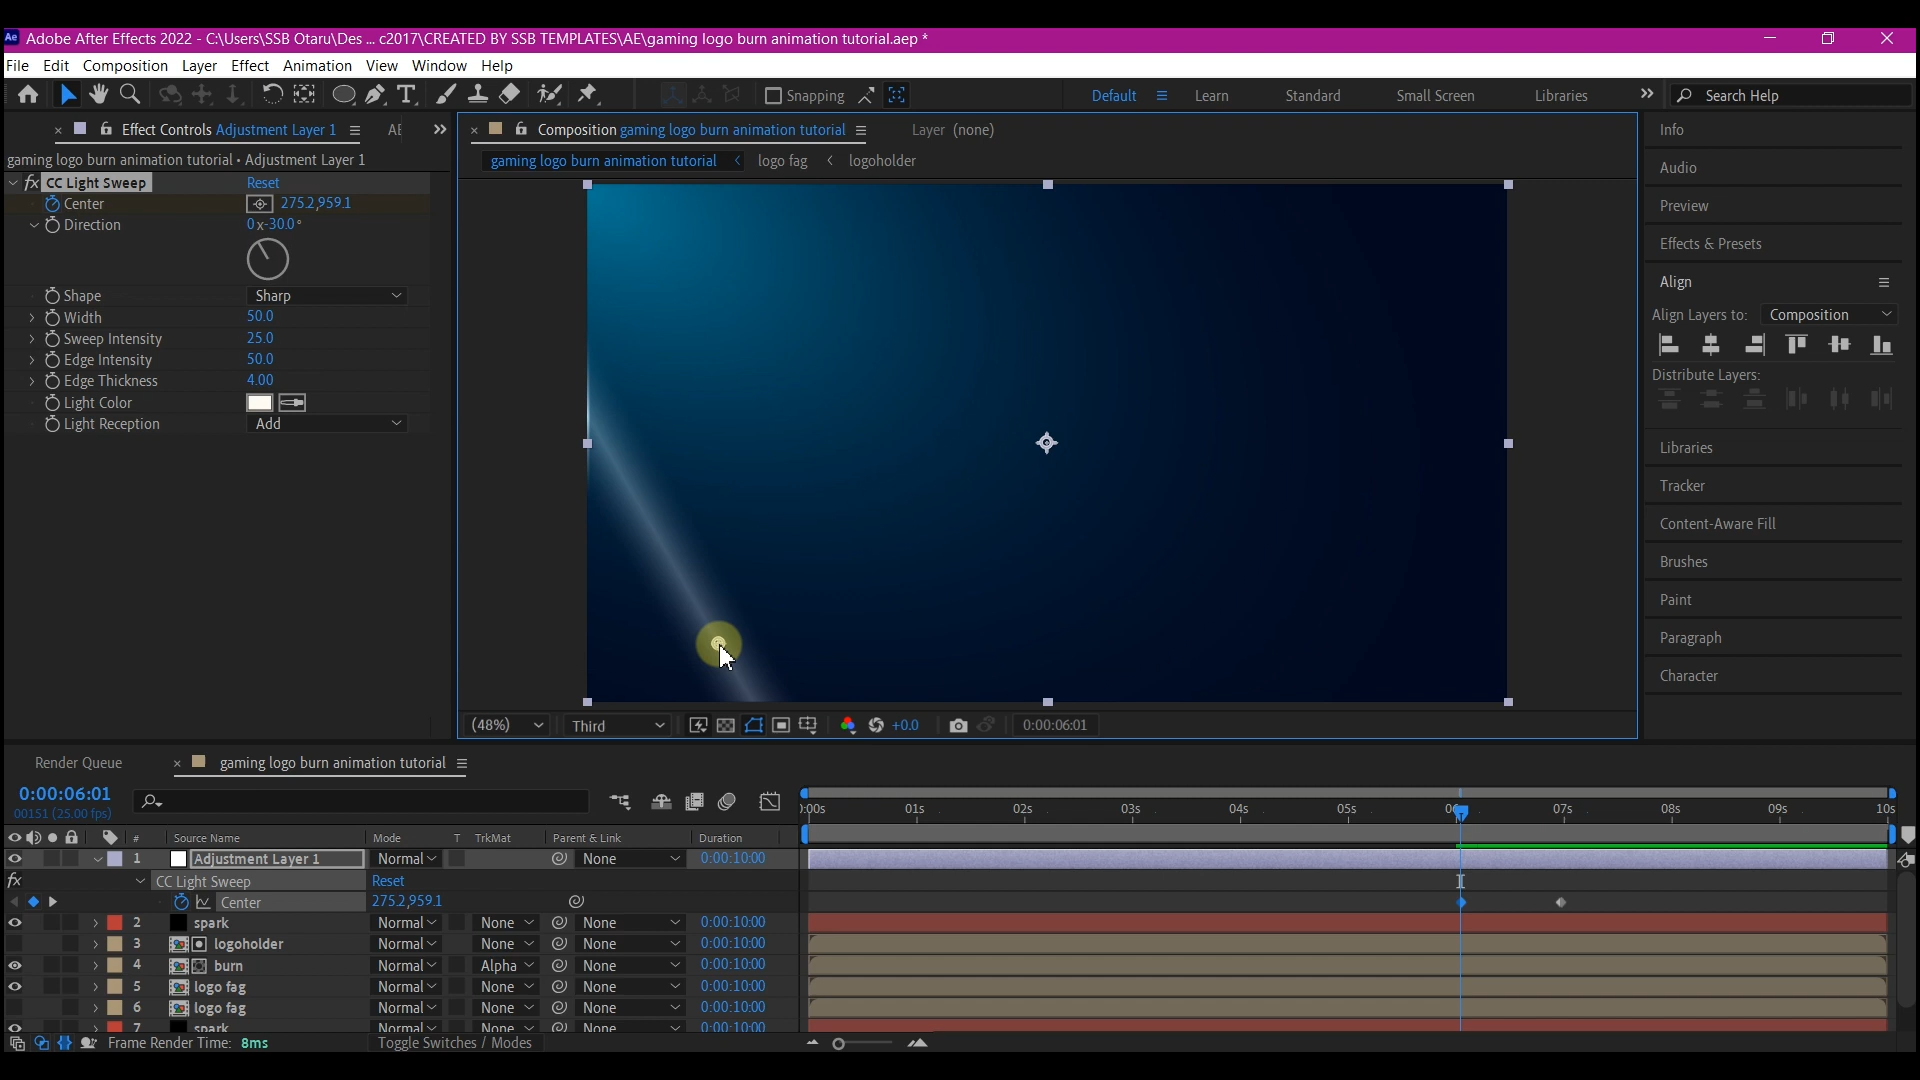 Ae Adobe After Effects 2022 - C:\Users\SSB Otaru\Des ... c2017\CREATED BY SSB TEMPLATES\AE\gaming logo burn animation tutorial.aep *
File Edit Composition Layer Effect Animation View Window Help
Snapping Default Learn Standard Small Screen Libraries Search Help
Effect Controls Adjustment Layer 1
Composition gaming logo burn animation tutorial Layer (none)
gaming logo burn animation tutorial • Adjustment Layer 1
gaming logo burn animation tutorial logo fag logoholder
fx CC Light Sweep Reset
Center 275.2,959.1
Direction 0x-30.0°
Shape Sharp
Width 50.0
Sweep Intensity 25.0
Edge Intensity 50.0
Edge Thickness 4.00
Light Color
Light Reception Add
Info
Audio
Preview
Effects & Presets
Align
Align Layers to: Composition
Distribute Layers:
Libraries
Tracker
Content-Aware Fill
Brushes
Paint
Paragraph
Character
(48%) Third +0.0 0:00:06:01
Render Queue gaming logo burn animation tutorial
0:00:06:01
00151 (25.00 fps)
):00s 01s 02s 03s 04s 05s 07s 08s 09s 10s
# Source Name Mode T TrkMat Parent & Link Duration
1 Adjustment Layer 1 Normal None 0:00:10:00
fx CC Light Sweep Reset
Center 275.2,959.1
2 spark Normal None None 0:00:10:00
3 logoholder Normal None None 0:00:10:00
4 burn Normal Alpha None 0:00:10:00
5 logo fag Normal None None 0:00:10:00
6 logo fag Normal None None 0:00:10:00
7 spark Normal None None 0:00:10:00
Frame Render Time: 8ms Toggle Switches / Modes